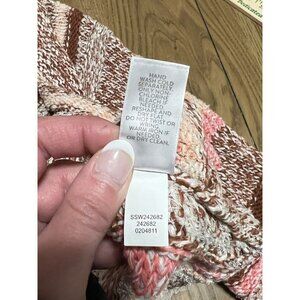 HAND
WASH COLD
SEPARATELY.
ONLY NON-
CHLORINE
BLEACH IF
NEEDED.
RESHAPE AND
DRY FLAT.
DO NOT TWIST OR
WRING.
WARM IRON IF
NEEDED.
OR DRY CLEAN.
SSW242682
242682
0204811